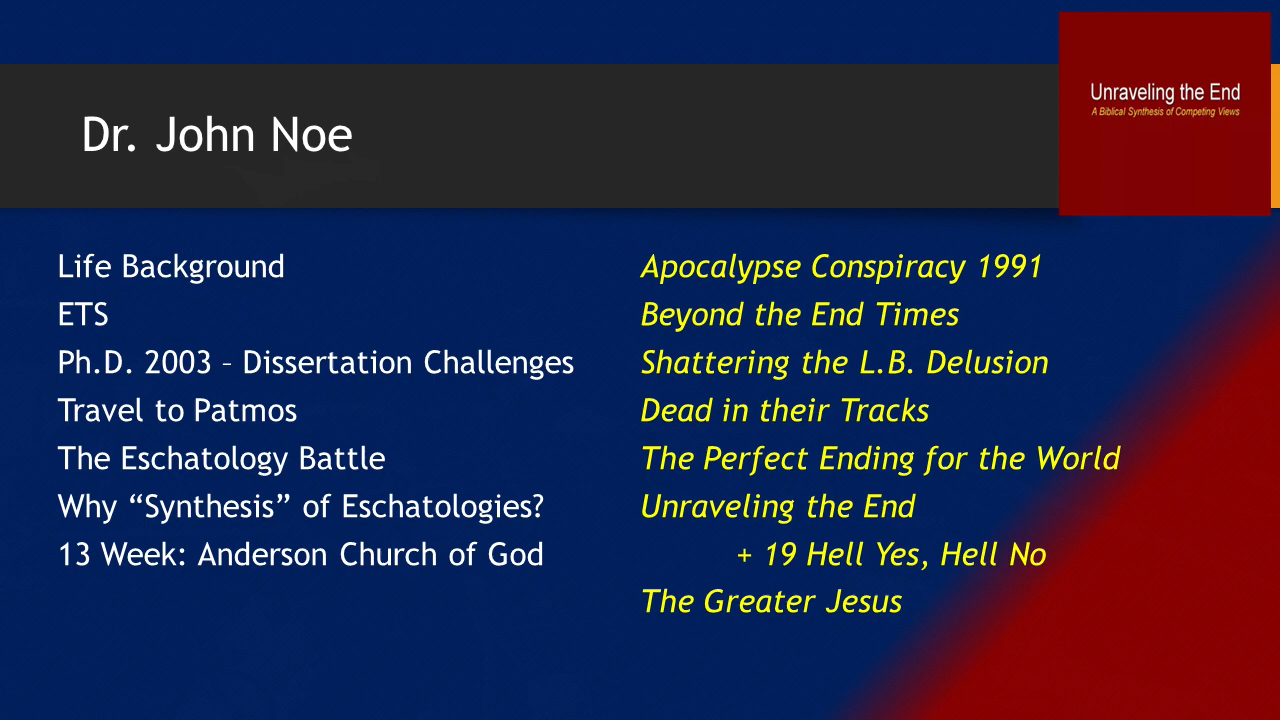 Unraveling the End
A Biblical Synthesis of Competing Views
Dr. John Noe
Life Background
ETS
Ph.D. 2003 – Dissertation Challenges
Travel to Patmos
The Eschatology Battle
Why “Synthesis” of Eschatologies?
13 Week: Anderson Church of God
Apocalypse Conspiracy 1991
Beyond the End Times
Shattering the L.B. Delusion
Dead in their Tracks
The Perfect Ending for the World
Unraveling the End
+ 19 Hell Yes, Hell No
The Greater Jesus